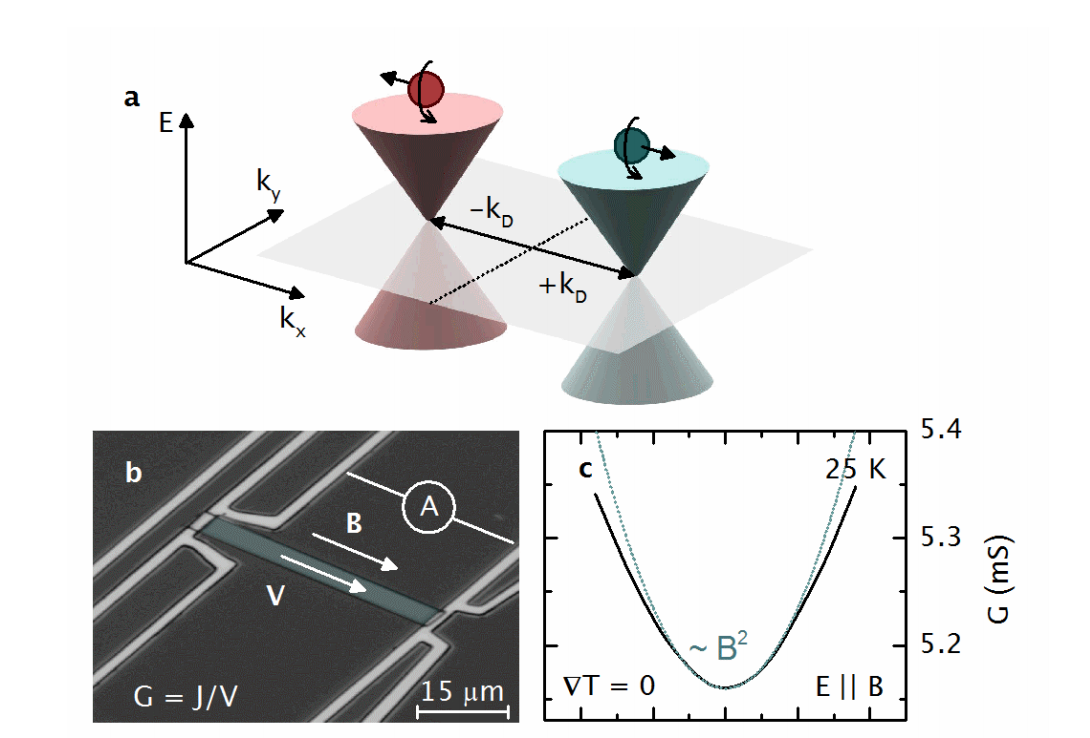 a
E
k_y
k_x
–k_D
+k_D
b
B
A
V
G = J/V
15 μm
c
25 K
~ B²
∇T = 0
E || B
5.4
5.3
5.2
G (mS)